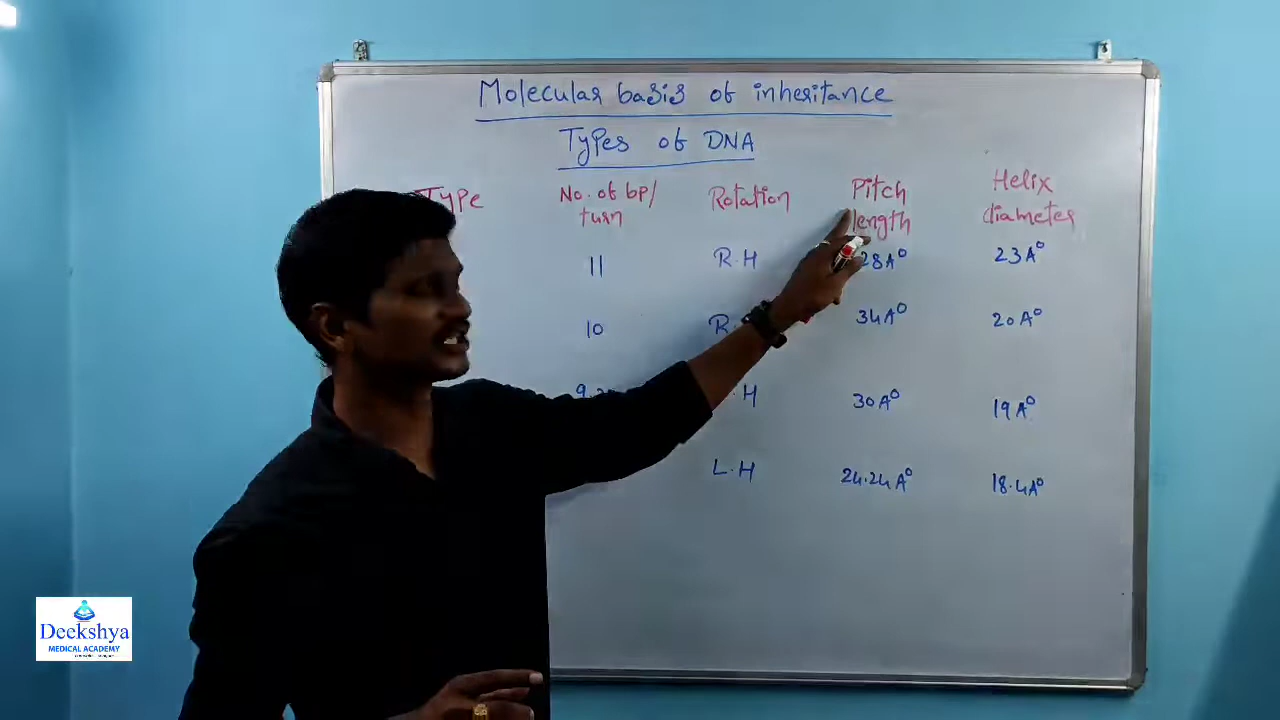 Molecular basis of inheritance
Types of DNA
Type No. of bp/ turn Rotation Pitch length Helix diameter
11 R.H 28A° 23A°
10 R. 34A° 20A°
H 30A° 19A°
L.H 24.24A° 18.4A°
Deekshya
MEDICAL ACADEMY